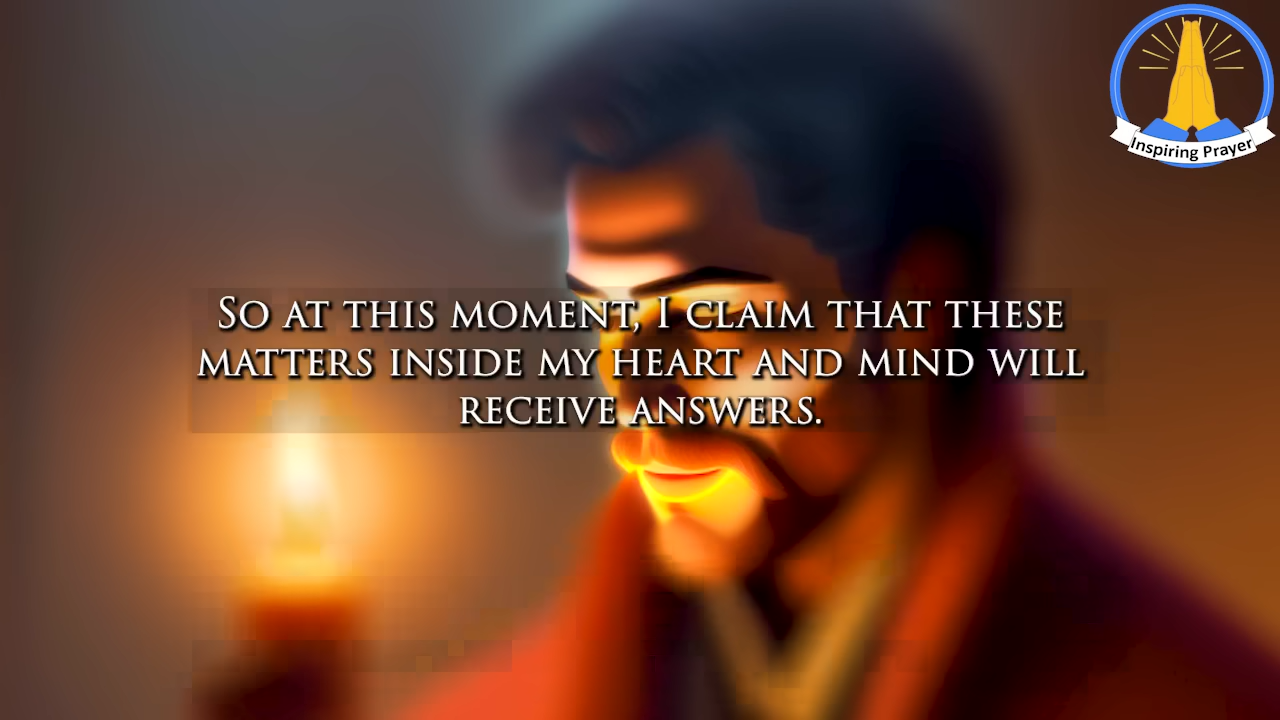 Inspiring Prayer
So at this moment, I claim that these
matters inside my heart and mind will
receive answers.